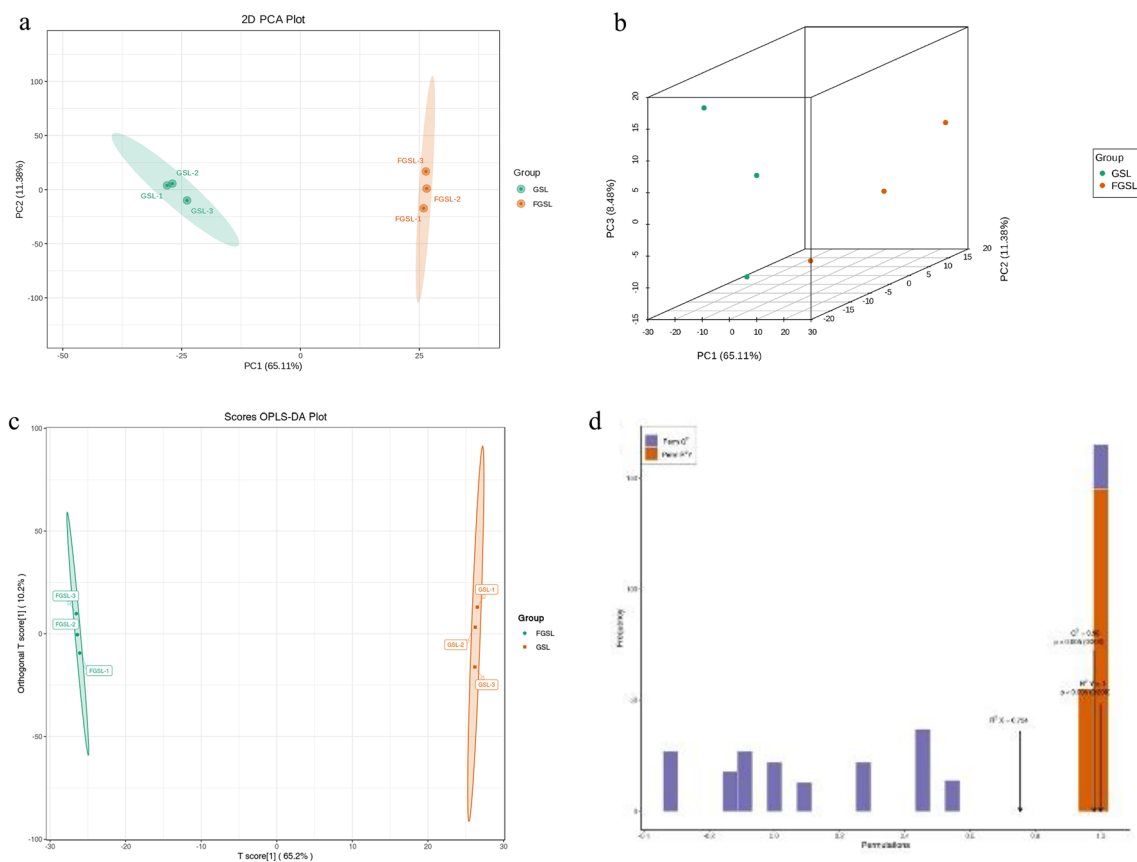 a
2D PCA Plot
100
50
0
-50
-100
-50
-25
0
25
PC2 (11.38%)
PC1 (65.11%)
GSL-2
GSL-1
GSL-3
FGSL-3
FGSL-2
FGSL-1
Group
GSL
FGSL
b
20
15
10
5
0
-5
-10
-15
PC3 (8.48%)
-30
-20
-10
0
10
20
30
PC1 (65.11%)
-20
-15
-10
-5
0
5
10
15
20
PC2 (11.38%)
Group
GSL
FGSL
c
Scores OPLS-DA Plot
100
50
0
-50
-100
-30
-20
-10
0
10
20
30
Orthogonal T score[1] ( 10.2% )
T score[1] ( 65.2% )
FGSL-3
FGSL-2
FGSL-1
GSL-1
GSL-2
GSL-3
Group
FGSL
GSL
d
Frequency
Permutations